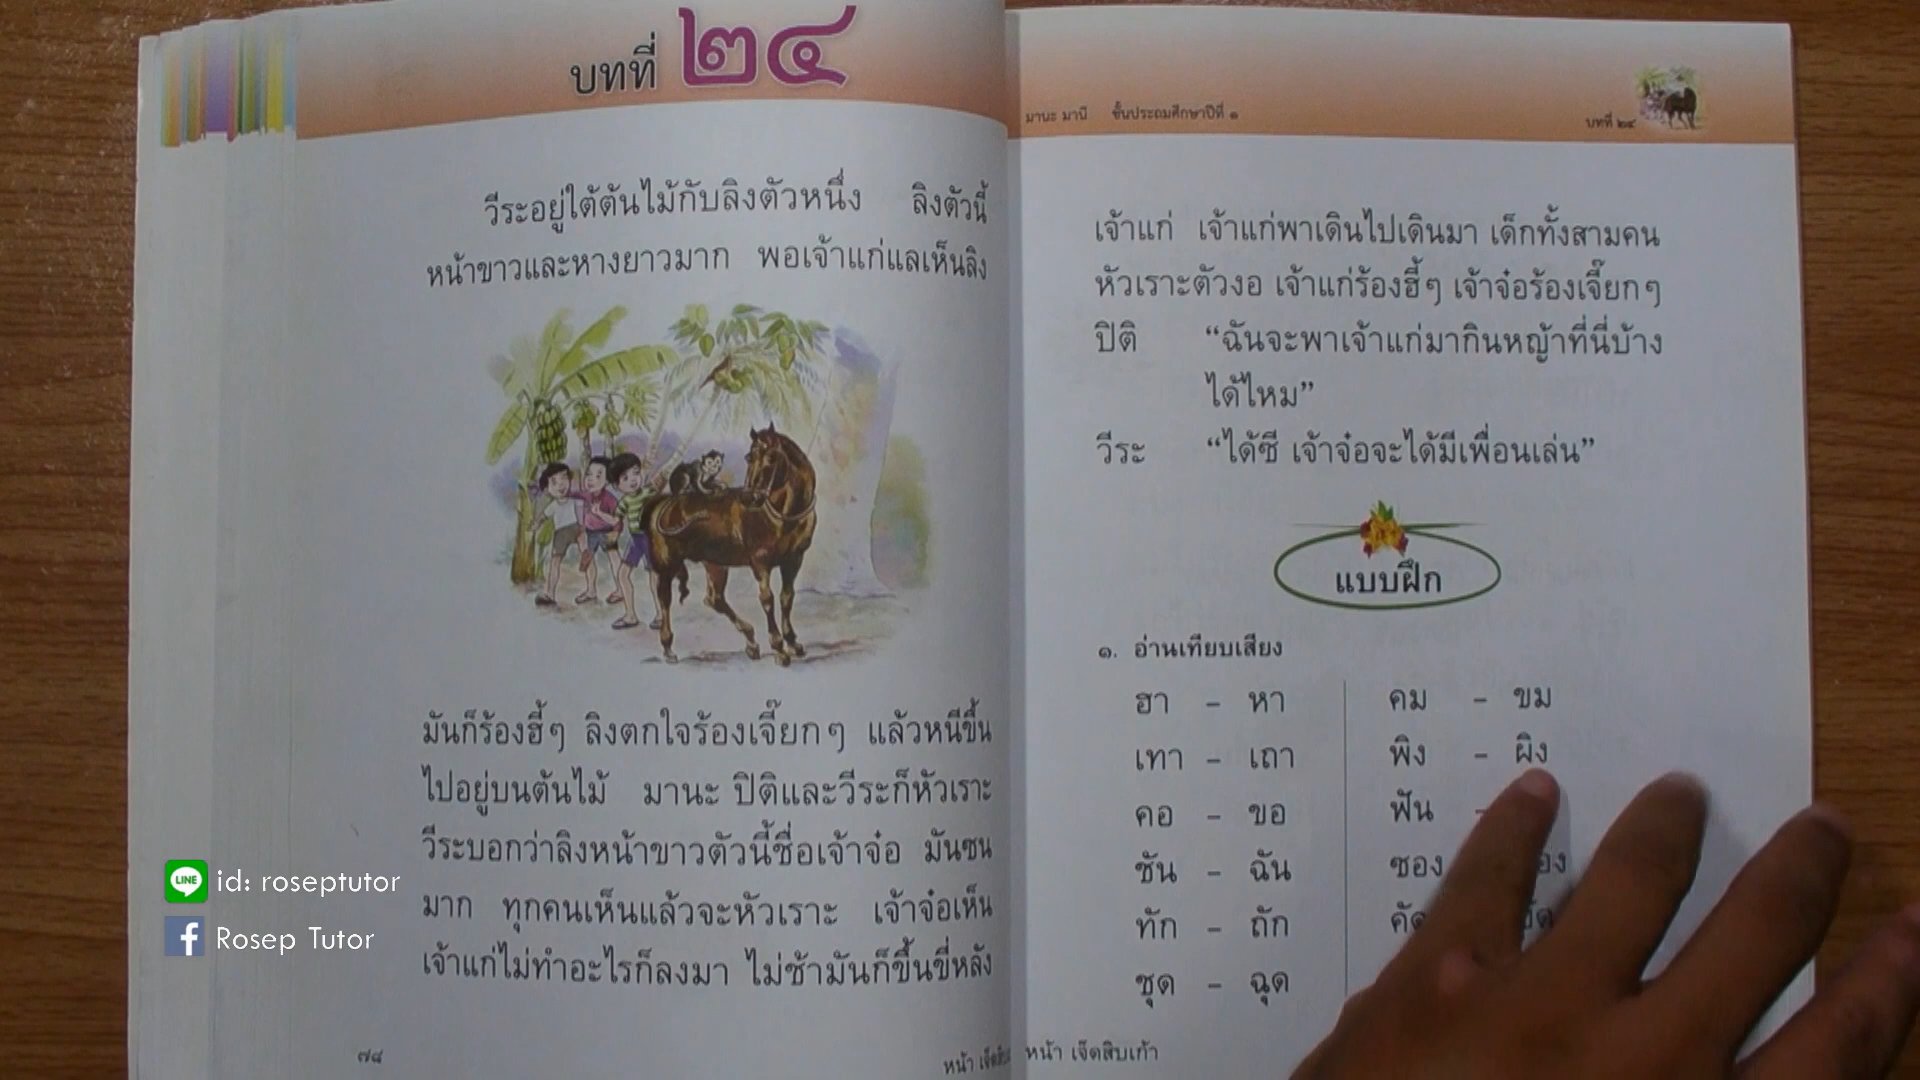 บทที่ ๒๔
วีระอยู่ใต้ต้นไม้กับลิงตัวหนึ่ง ลิงตัวนี้
หน้าขาวและหางยาวมาก พอเจ้าแก่แลเห็นลิง
มันก็ร้องฮี้ๆ ลิงตกใจร้องเจี๊ยกๆ แล้วหนีขึ้น
ไปอยู่บนต้นไม้ มานะ ปิติและวีระก็หัวเราะ
วีระบอกว่าลิงหน้าขาวตัวนี้ชื่อเจ้าจ๋อ มันซน
มาก ทุกคนเห็นแล้วจะหัวเราะ เจ้าจ๋อเห็น
เจ้าแก่ไม่ทำอะไรก็ลงมา ไม่ช้ามันก็ขึ้นขี่หลัง
๗๘
หน้า
LINE id: roseptutor
f Rosep Tutor
มานะ มานี ชั้นประถมศึกษาปีที่ ๑
บทที่ ๒๔
เจ้าแก่ เจ้าแก่พาเดินไปเดินมา เด็กทั้งสามคน
หัวเราะตัวงอ เจ้าแก่ร้องฮี้ๆ เจ้าจ๋อร้องเจี๊ยกๆ
ปิติ “ฉันจะพาเจ้าแก่มากินหญ้าที่นี่บ้าง
ได้ไหม”
วีระ “ได้ซี เจ้าจ๋อจะได้มีเพื่อนเล่น”
แบบฝึก
๑. อ่านเทียบเสียง
ฮา – หา
เทา – เถา
คอ – ขอ
ชัน – ฉัน
ทัก – ถัก
ชุด – ฉุด
คม – ขม
พิง – ผิง
ฟัน –
ซอง
หน้า เจ็ดสิบเก้า